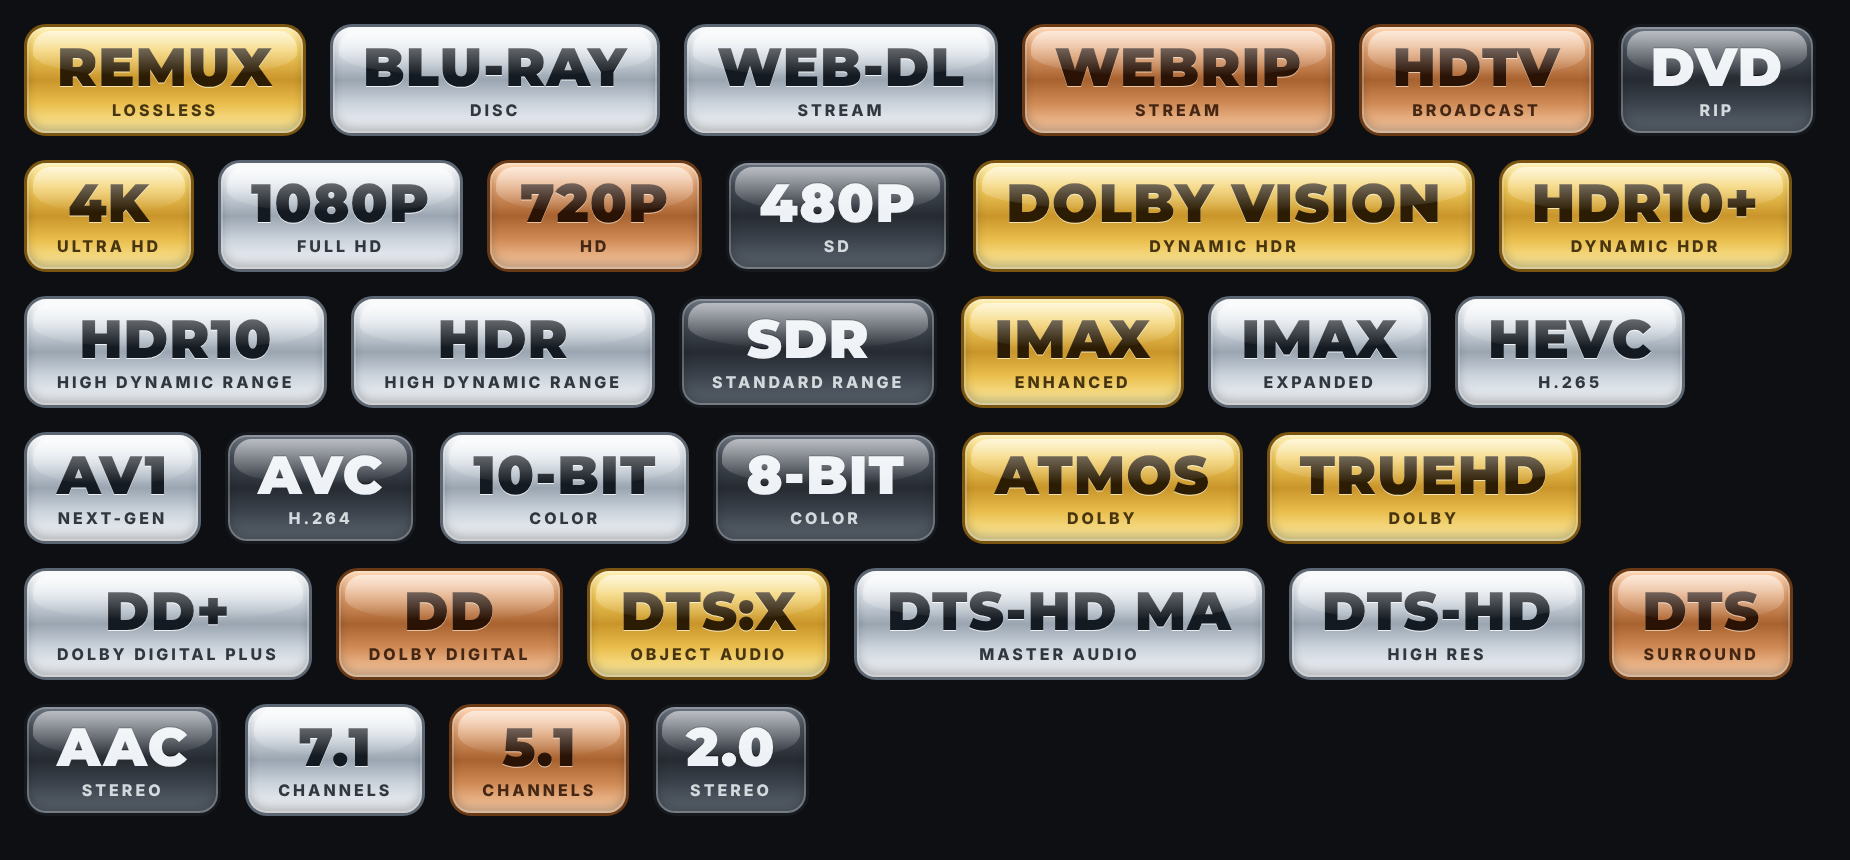 REMUX BLU-RAY WEB-DL WEBRIP HDTV DVD
LOSSLESS DISC STREAM STREAM BROADCAST RIP
4K 1080P 720P 480P DOLBY VISION HDR10+
ULTRA HD FULL HD HD SD DYNAMIC HDR DYNAMIC HDR
HDR10 HDR SDR IMAX IMAX HEVC
HIGH DYNAMIC RANGE HIGH DYNAMIC RANGE STANDARD RANGE ENHANCED EXPANDED H.265
AV1 AVC 10-BIT 8-BIT ATMOS TRUEHD
NEXT-GEN H.264 COLOR COLOR DOLBY DOLBY
DD+ DD DTS:X DTS-HD MA DTS-HD DTS
DOLBY DIGITAL PLUS DOLBY DIGITAL OBJECT AUDIO MASTER AUDIO HIGH RES SURROUND
AAC 7.1 5.1 2.0
STEREO CHANNELS CHANNELS STEREO